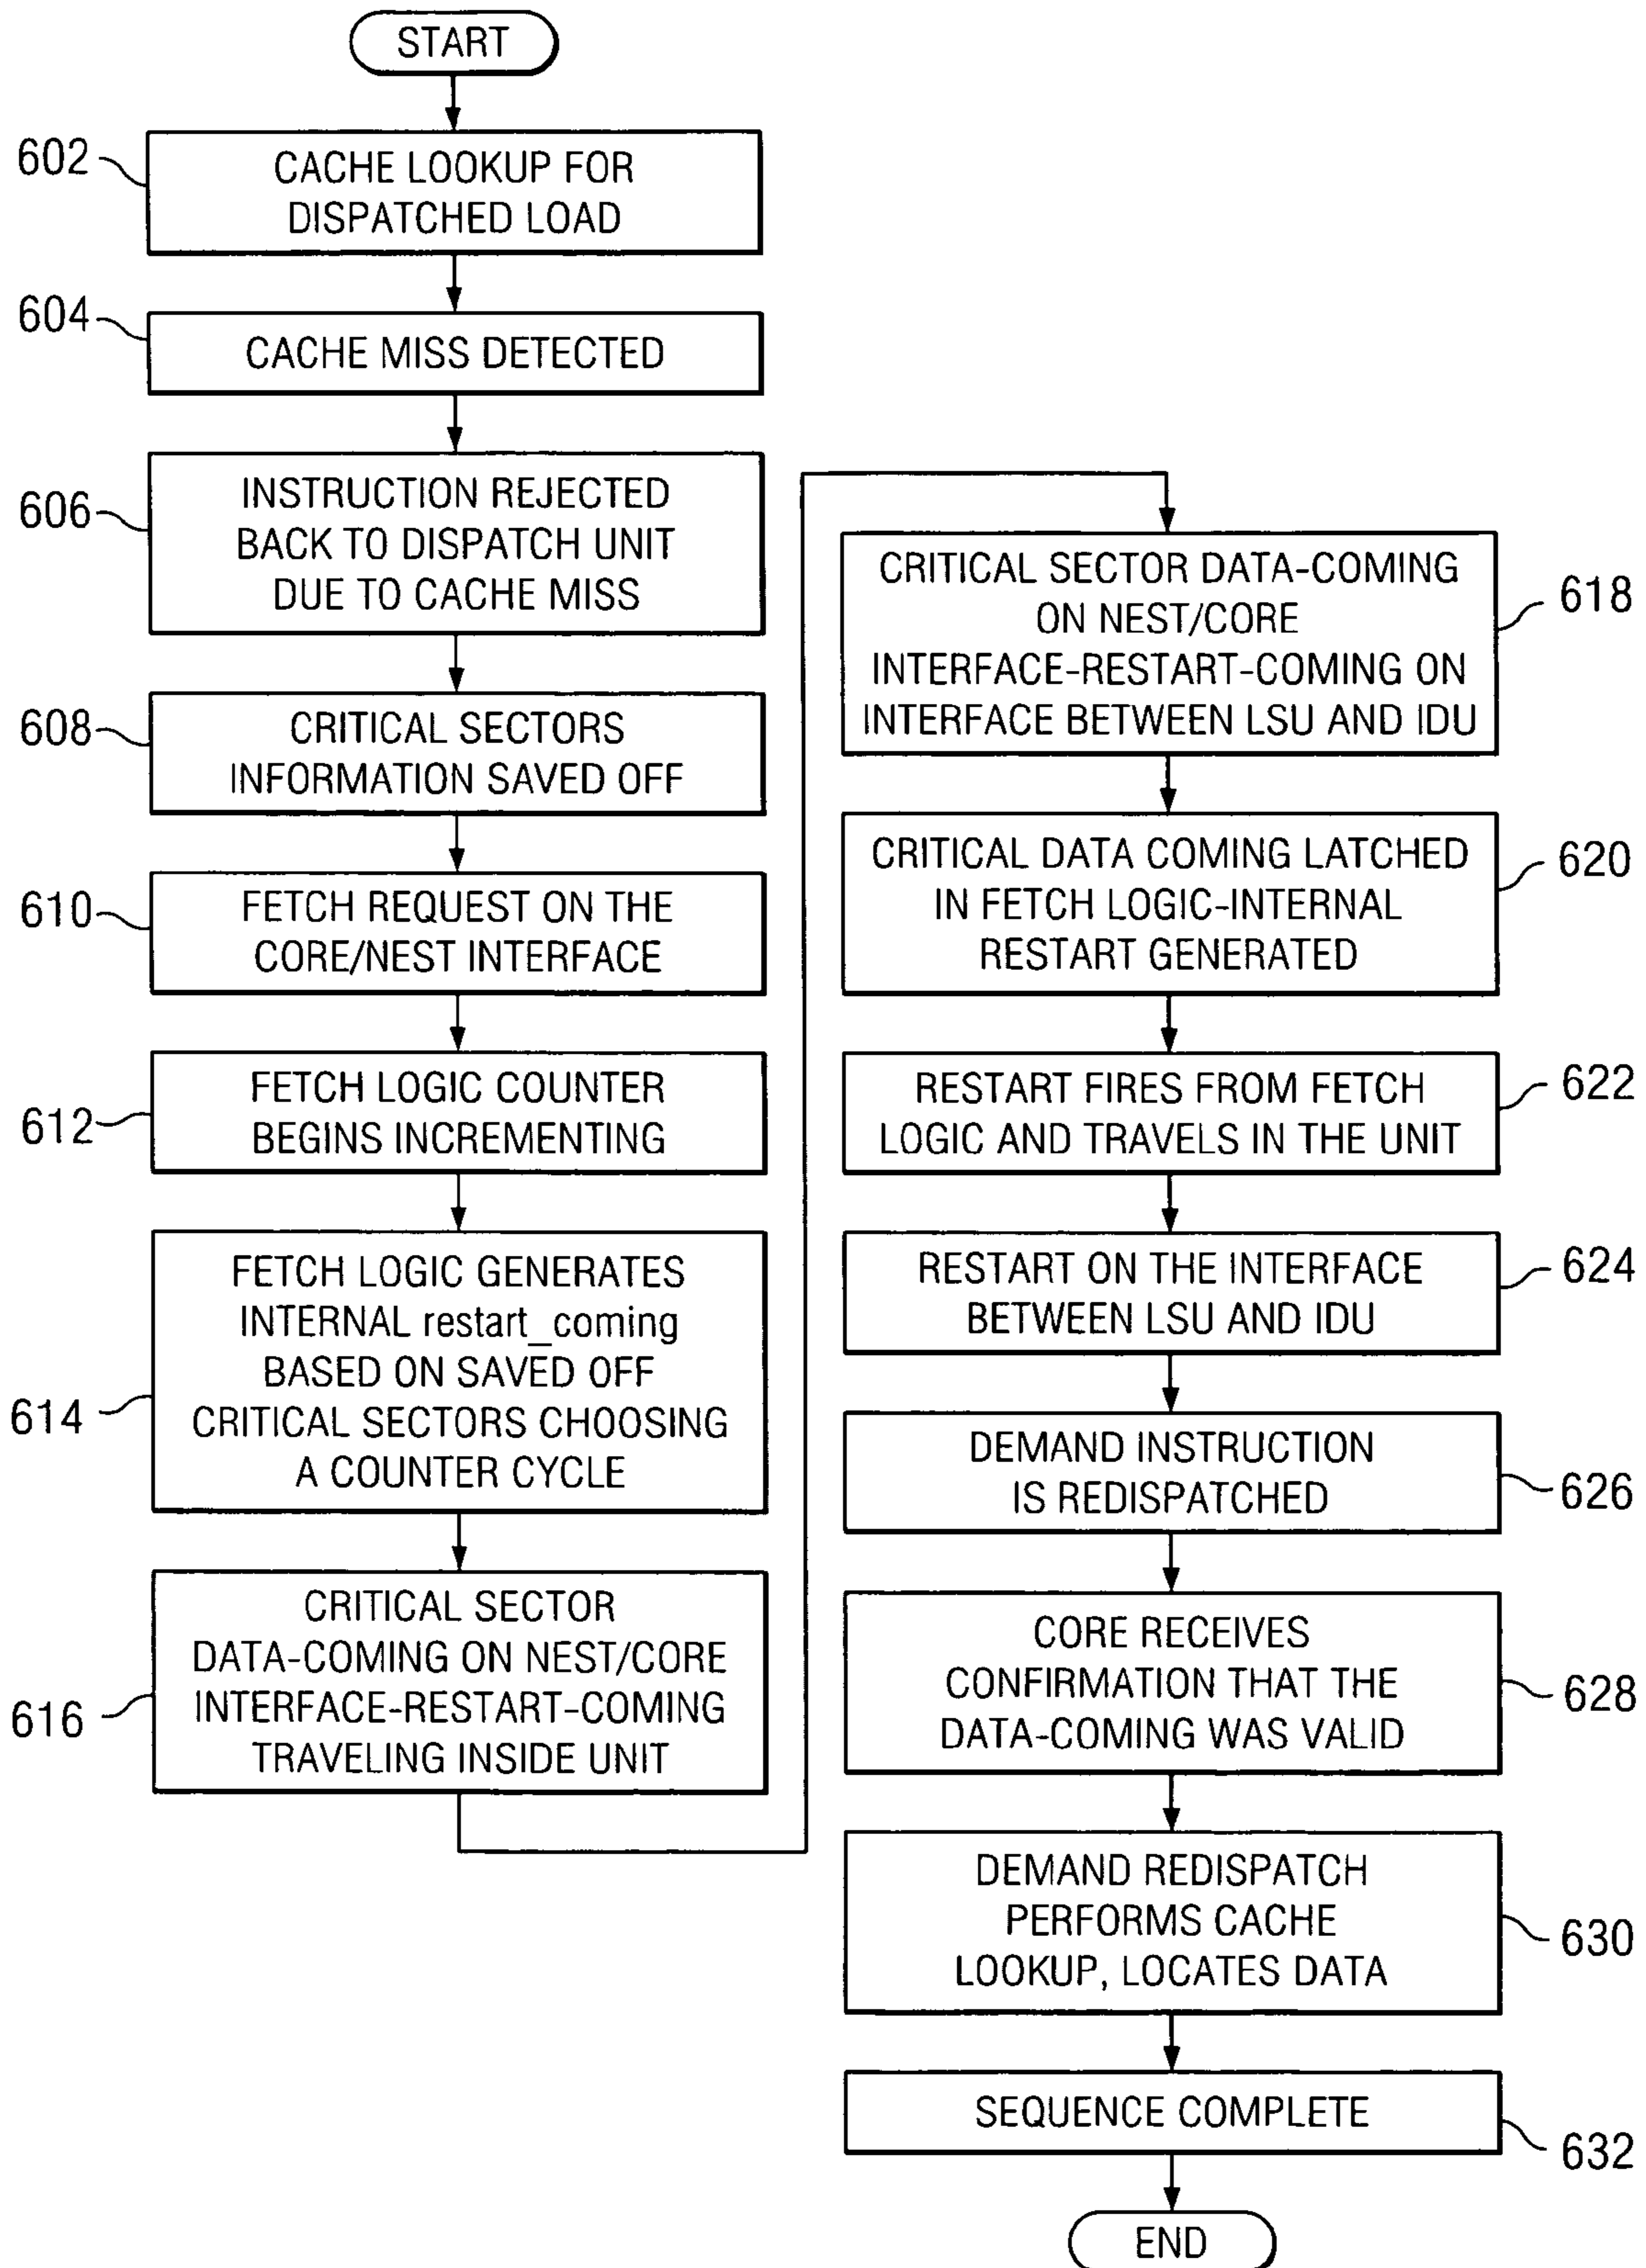 START
602
CACHE LOOKUP FOR
DISPATCHED LOAD
604
CACHE MISS DETECTED
606
INSTRUCTION REJECTED
BACK TO DISPATCH UNIT
DUE TO CACHE MISS
608
CRITICAL SECTORS
INFORMATION SAVED OFF
610
FETCH REQUEST ON THE
CORE/NEST INTERFACE
612
FETCH LOGIC COUNTER
BEGINS INCREMENTING
614
FETCH LOGIC GENERATES
INTERNAL restart_coming
BASED ON SAVED OFF
CRITICAL SECTORS CHOOSING
A COUNTER CYCLE
616
CRITICAL SECTOR
DATA-COMING ON NEST/CORE
INTERFACE-RESTART-COMING
TRAVELING INSIDE UNIT
CRITICAL SECTOR DATA-COMING
ON NEST/CORE
INTERFACE-RESTART-COMING ON
INTERFACE BETWEEN LSU AND IDU
618
CRITICAL DATA COMING LATCHED
IN FETCH LOGIC-INTERNAL
RESTART GENERATED
620
RESTART FIRES FROM FETCH
LOGIC AND TRAVELS IN THE UNIT
622
RESTART ON THE INTERFACE
BETWEEN LSU AND IDU
624
DEMAND INSTRUCTION
IS REDISPATCHED
626
CORE RECEIVES
CONFIRMATION THAT THE
DATA-COMING WAS VALID
628
DEMAND REDISPATCH
PERFORMS CACHE
LOOKUP, LOCATES DATA
630
SEQUENCE COMPLETE
632
END